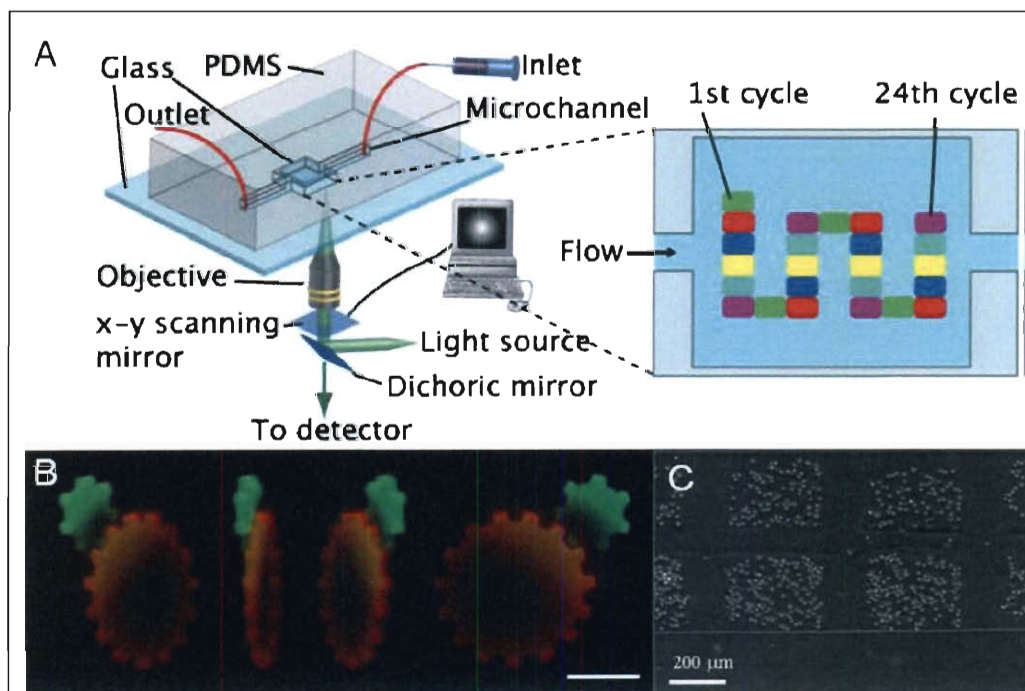 A
Glass
PDMS
Inlet
Outlet
Microchannel
1st cycle
24th cycle
Flow
Objective
x-y scanning
mirror
Light source
Dichoric mirror
To detector
B
C
200 μm